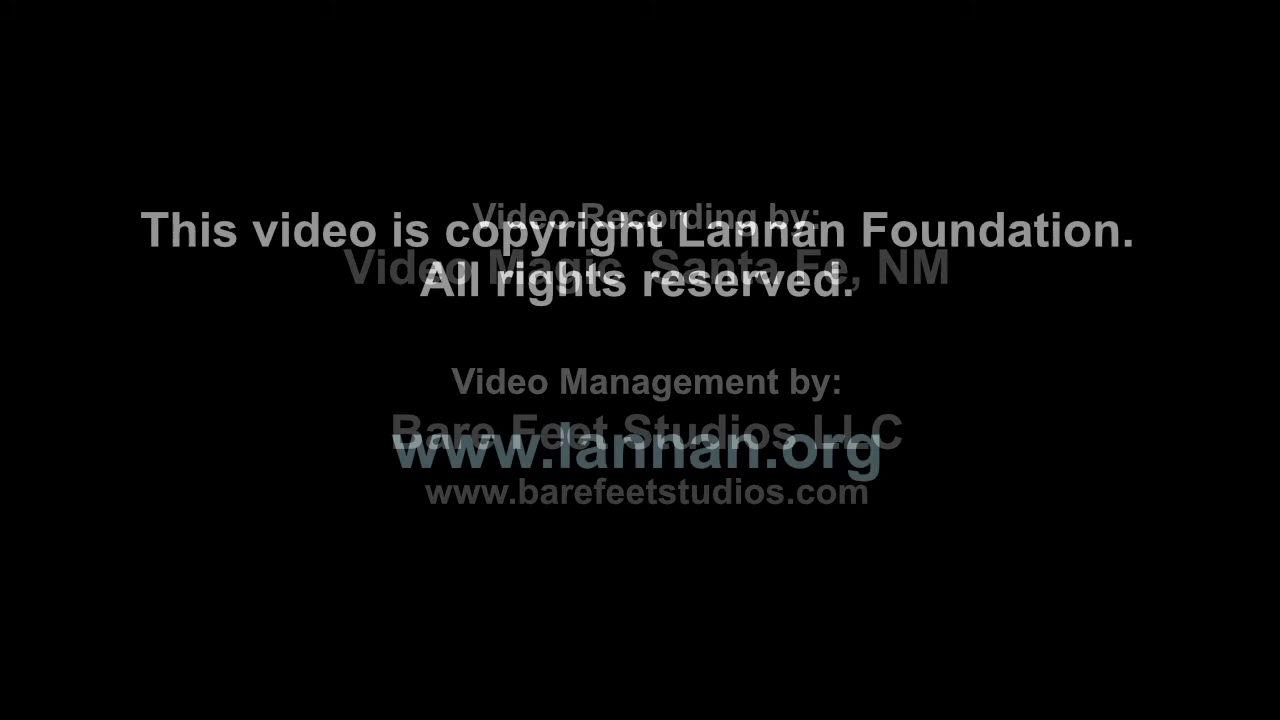 Video Recording by:
This video is copyright Lannan Foundation.
Video Magic, Santa Fe, NM
All rights reserved.
Video Management by:
Bare Feet Studios LLC
www.lannan.org
www.barefeetstudios.com